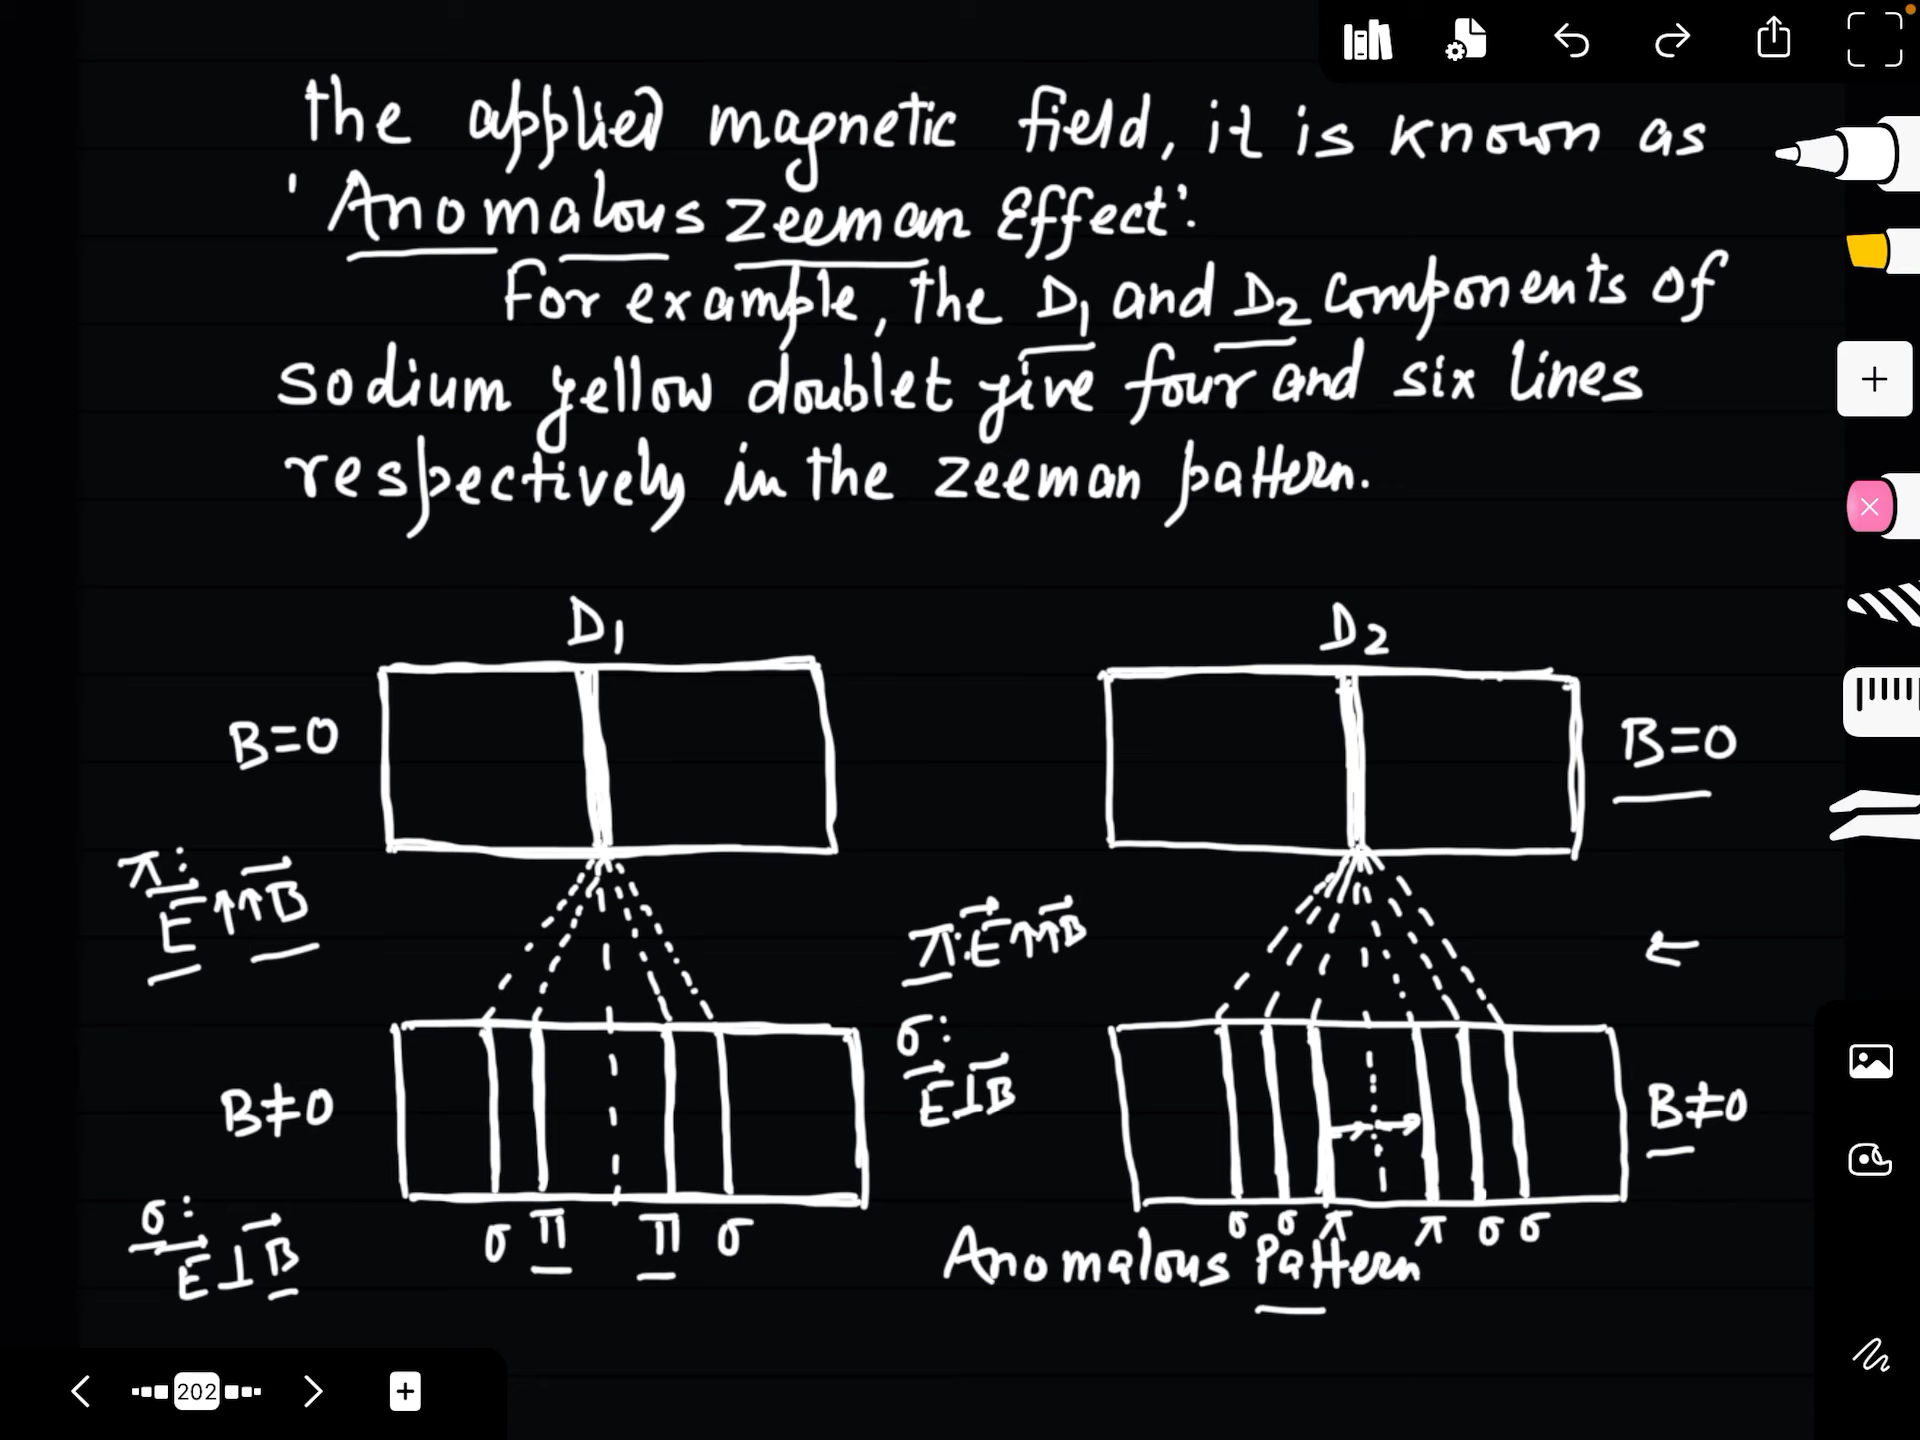 the applied magnetic field, it is known as
'Anomalous Zeeman Effect'.
For example, the D₁ and D₂ components of
sodium yellow doublet give four and six lines
respectively in the zeeman pattern.
D₁ D₂
B=0 B=0
π: E⃗ ↑↑ B⃗
π: E⃗ ↑↑ B⃗
←
σ: E⃗ ⊥ B⃗
B≠0 B≠0
σ: E⃗ ⊥ B⃗
σ π π σ
σ σ π π σ σ
Anomalous Pattern
202